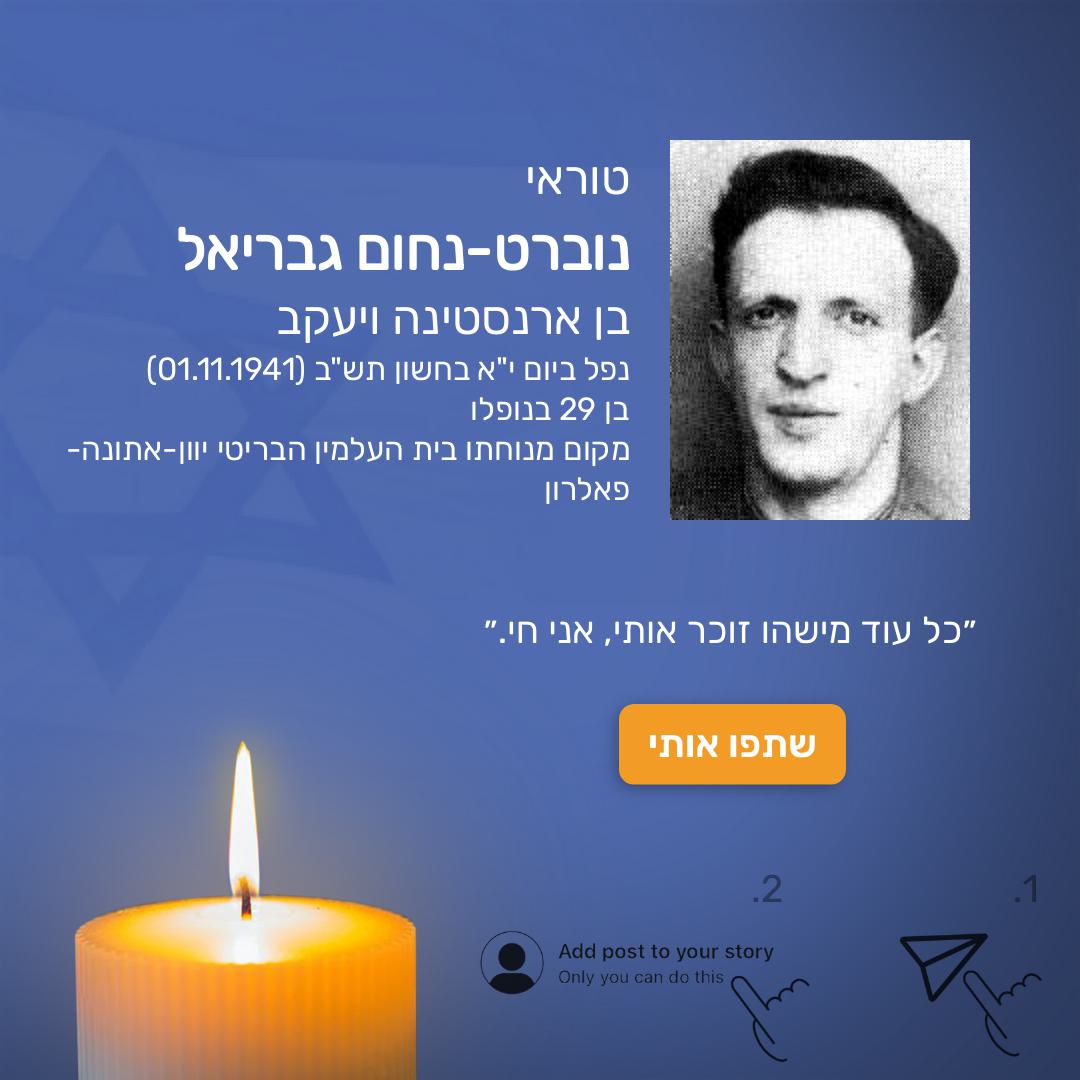 טוראי
נוברט-נחום גבריאל
בן ארנסטינה ויעקב
נפל ביום י"א בחשון תש"ב (01.11.1941)
בן 29 בנופלו
מקום מנוחתו בית העלמין הבריטי יוון-אתונה-
פאלרון
״כל עוד מישהו זוכר אותי, אני חי.״
שתפו אותי
1.
2.
Add post to your story
Only you can do this